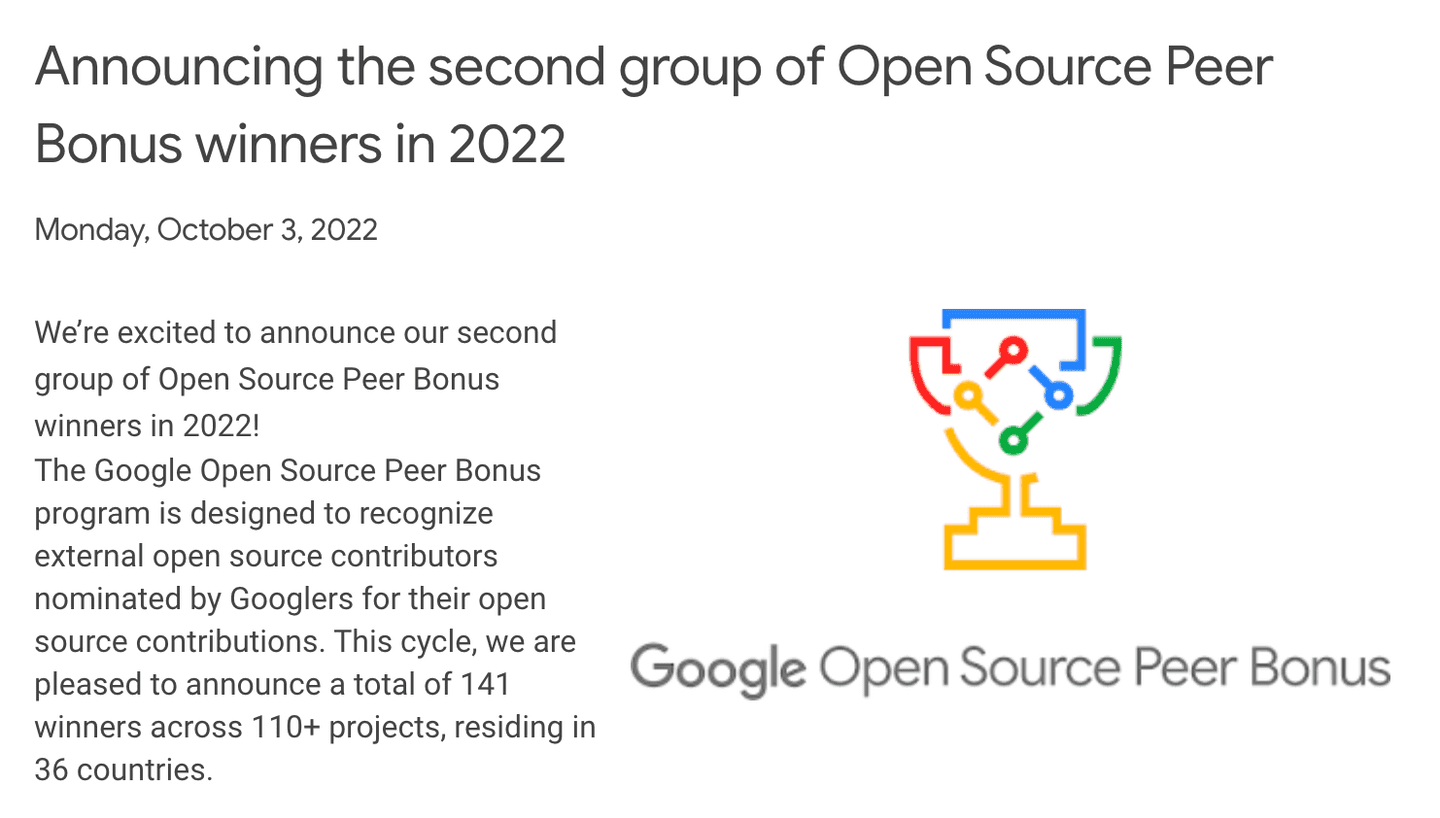 Announcing the second group of Open Source Peer
Bonus winners in 2022
Monday, October 3, 2022
We’re excited to announce our second
group of Open Source Peer Bonus
winners in 2022!
The Google Open Source Peer Bonus
program is designed to recognize
external open source contributors
nominated by Googlers for their open
source contributions. This cycle, we are
pleased to announce a total of 141
winners across 110+ projects, residing in
36 countries.
Google Open Source Peer Bonus